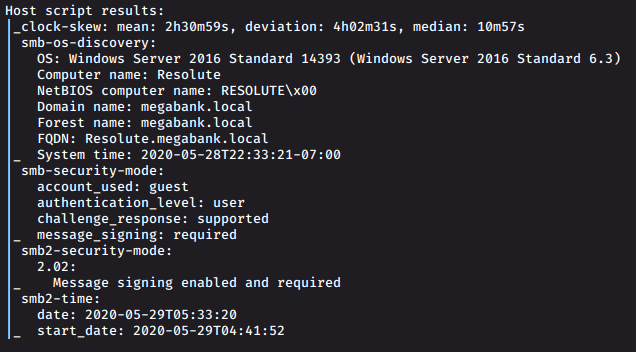 Host script results:
|_clock-skew: mean: 2h30m59s, deviation: 4h02m31s, median: 10m57s
| smb-os-discovery:
|   OS: Windows Server 2016 Standard 14393 (Windows Server 2016 Standard 6.3)
|   Computer name: Resolute
|   NetBIOS computer name: RESOLUTE\x00
|   Domain name: megabank.local
|   Forest name: megabank.local
|   FQDN: Resolute.megabank.local
|_  System time: 2020-05-28T22:33:21-07:00
| smb-security-mode:
|   account_used: guest
|   authentication_level: user
|   challenge_response: supported
|_  message_signing: required
| smb2-security-mode:
|   2.02:
|_    Message signing enabled and required
| smb2-time:
|   date: 2020-05-29T05:33:20
|_  start_date: 2020-05-29T04:41:52